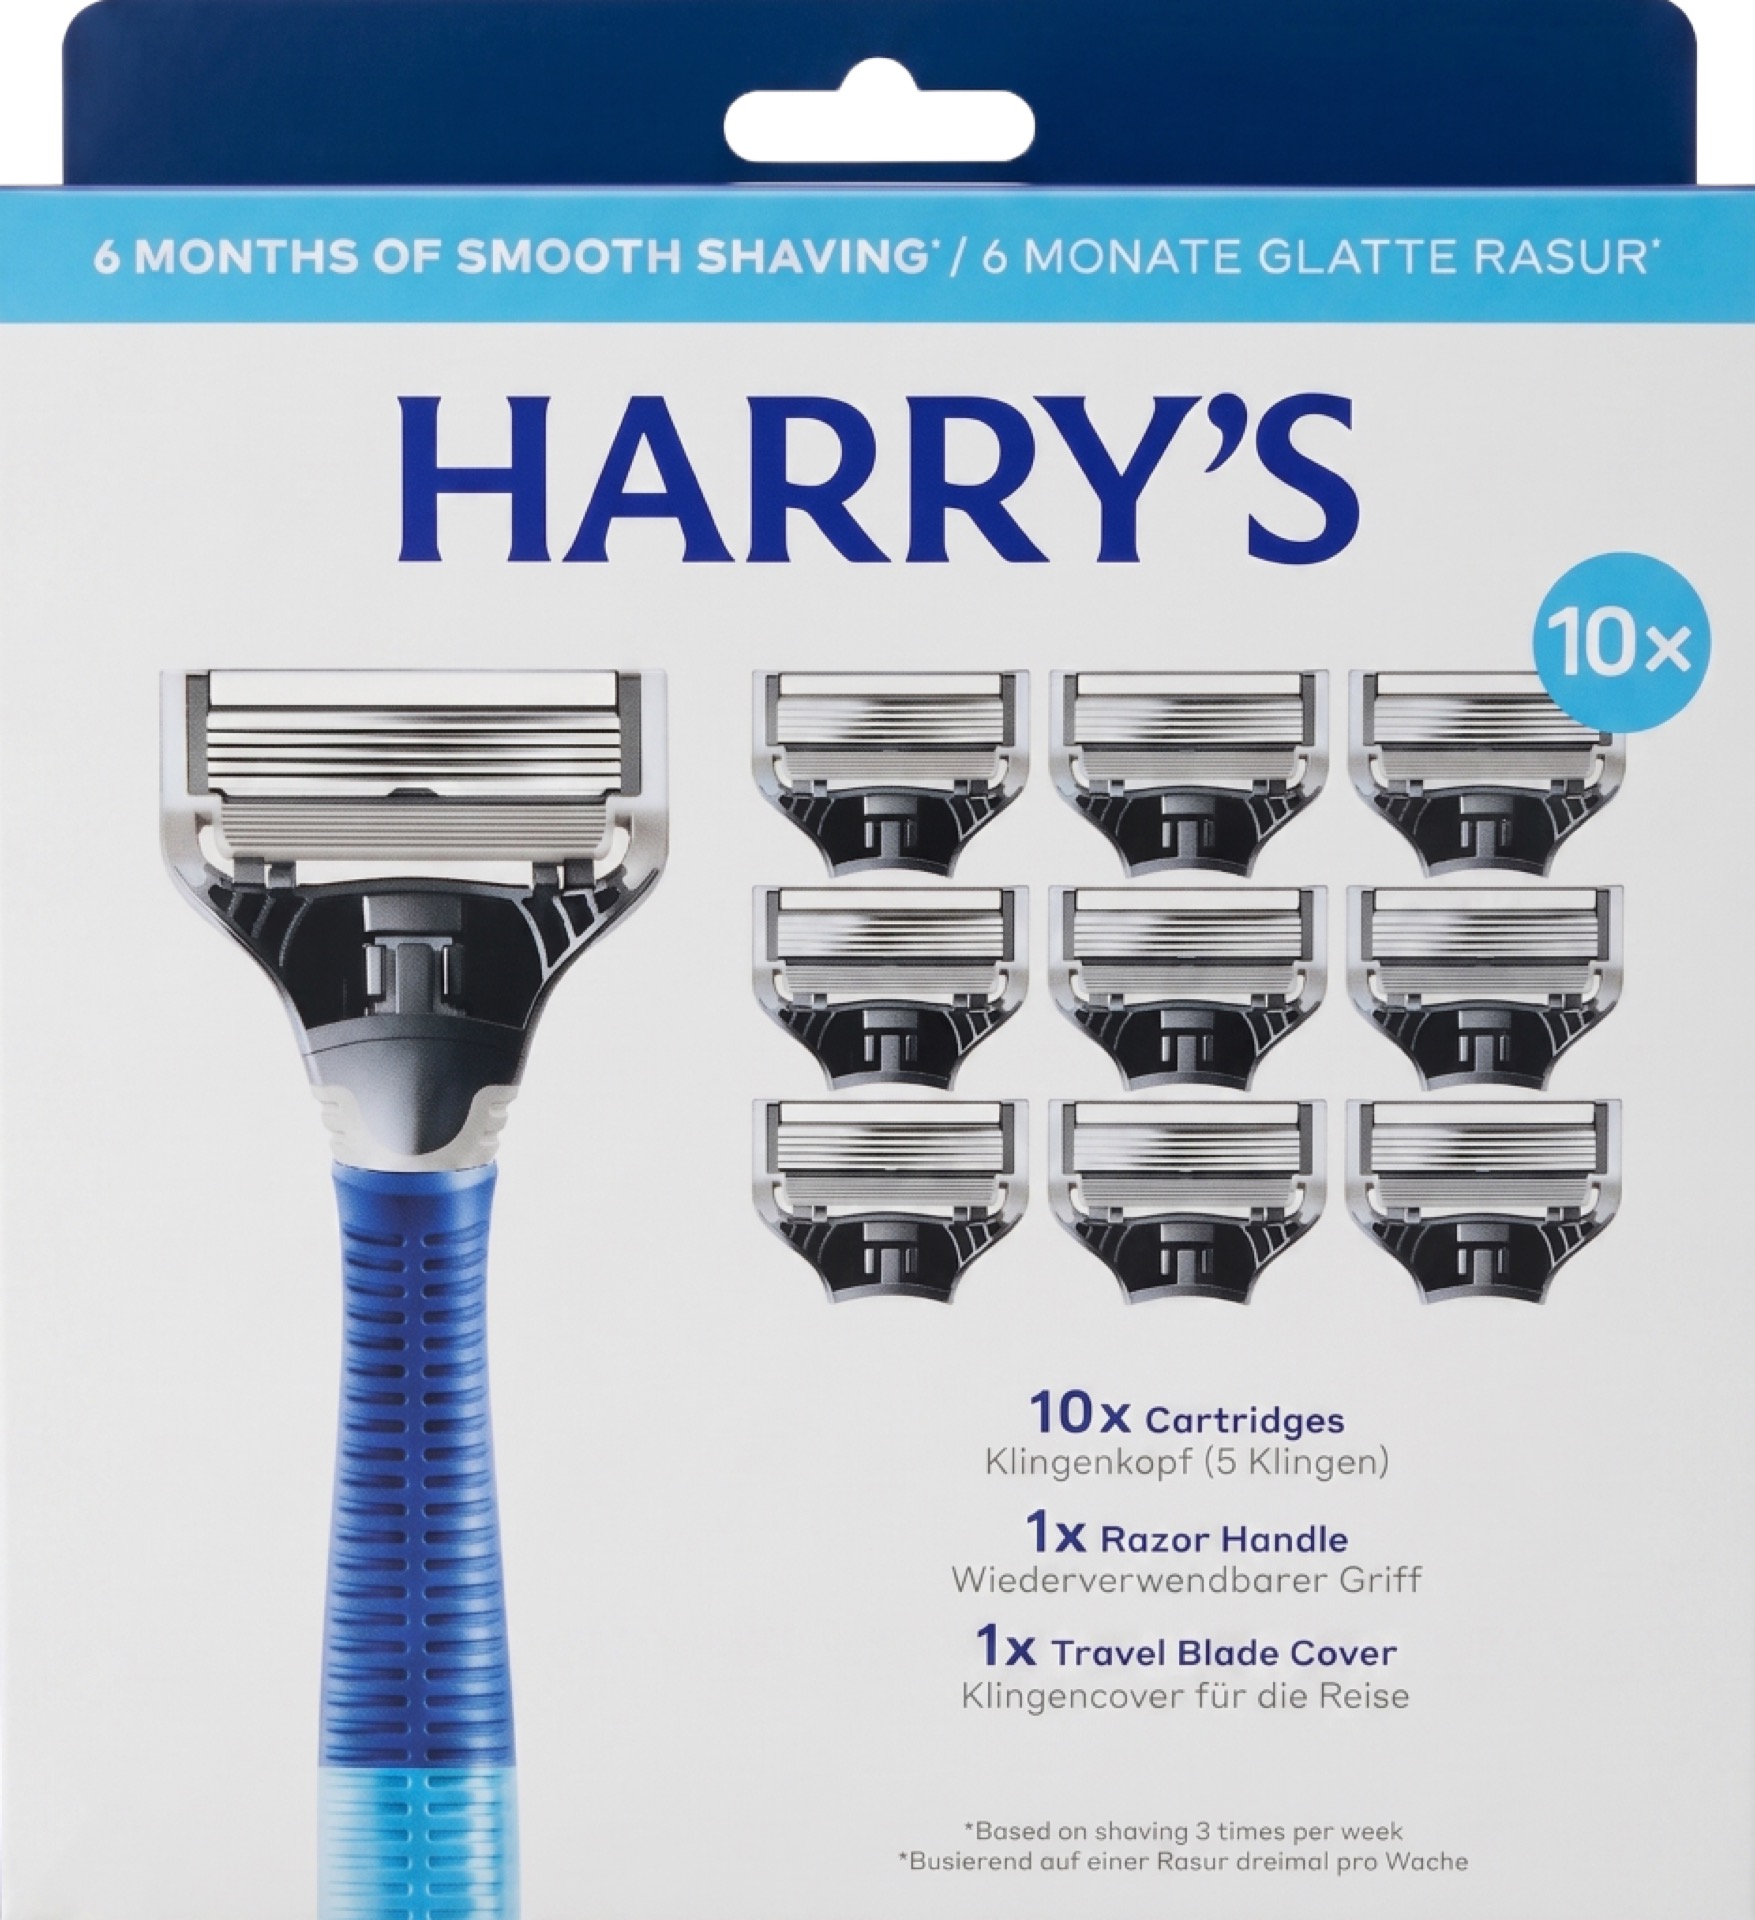 6 MONTHS OF SMOOTH SHAVING* / 6 MONATE GLATTE RASUR*
HARRY'S
10x
10x Cartridges
Klingenkopf (5 Klingen)
1x Razor Handle
Wiederverwendbarer Griff
1x Travel Blade Cover
Klingencover für die Reise
*Based on shaving 3 times per week
*Busierend auf einer Rasur dreimal pro Wache